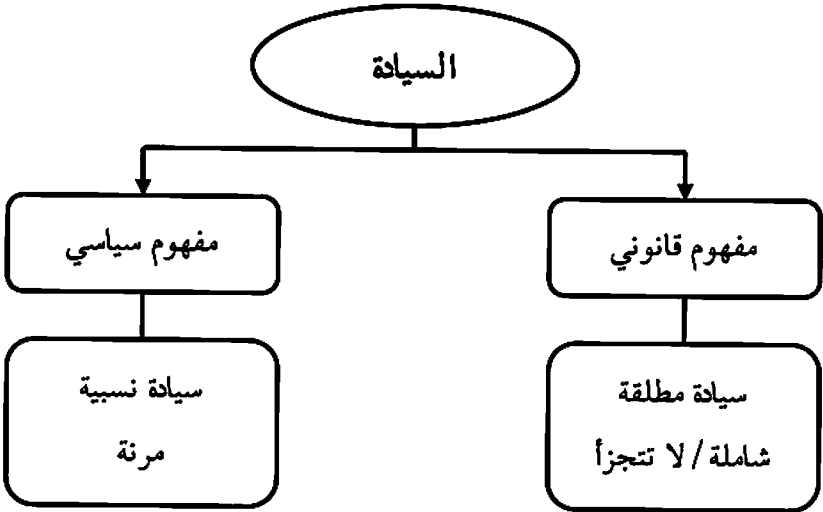 السيادة
مفهوم قانوني
مفهوم سياسي
سيادة مطلقة
شاملة/لا تتجزأ
سيادة نسبية
مرنة